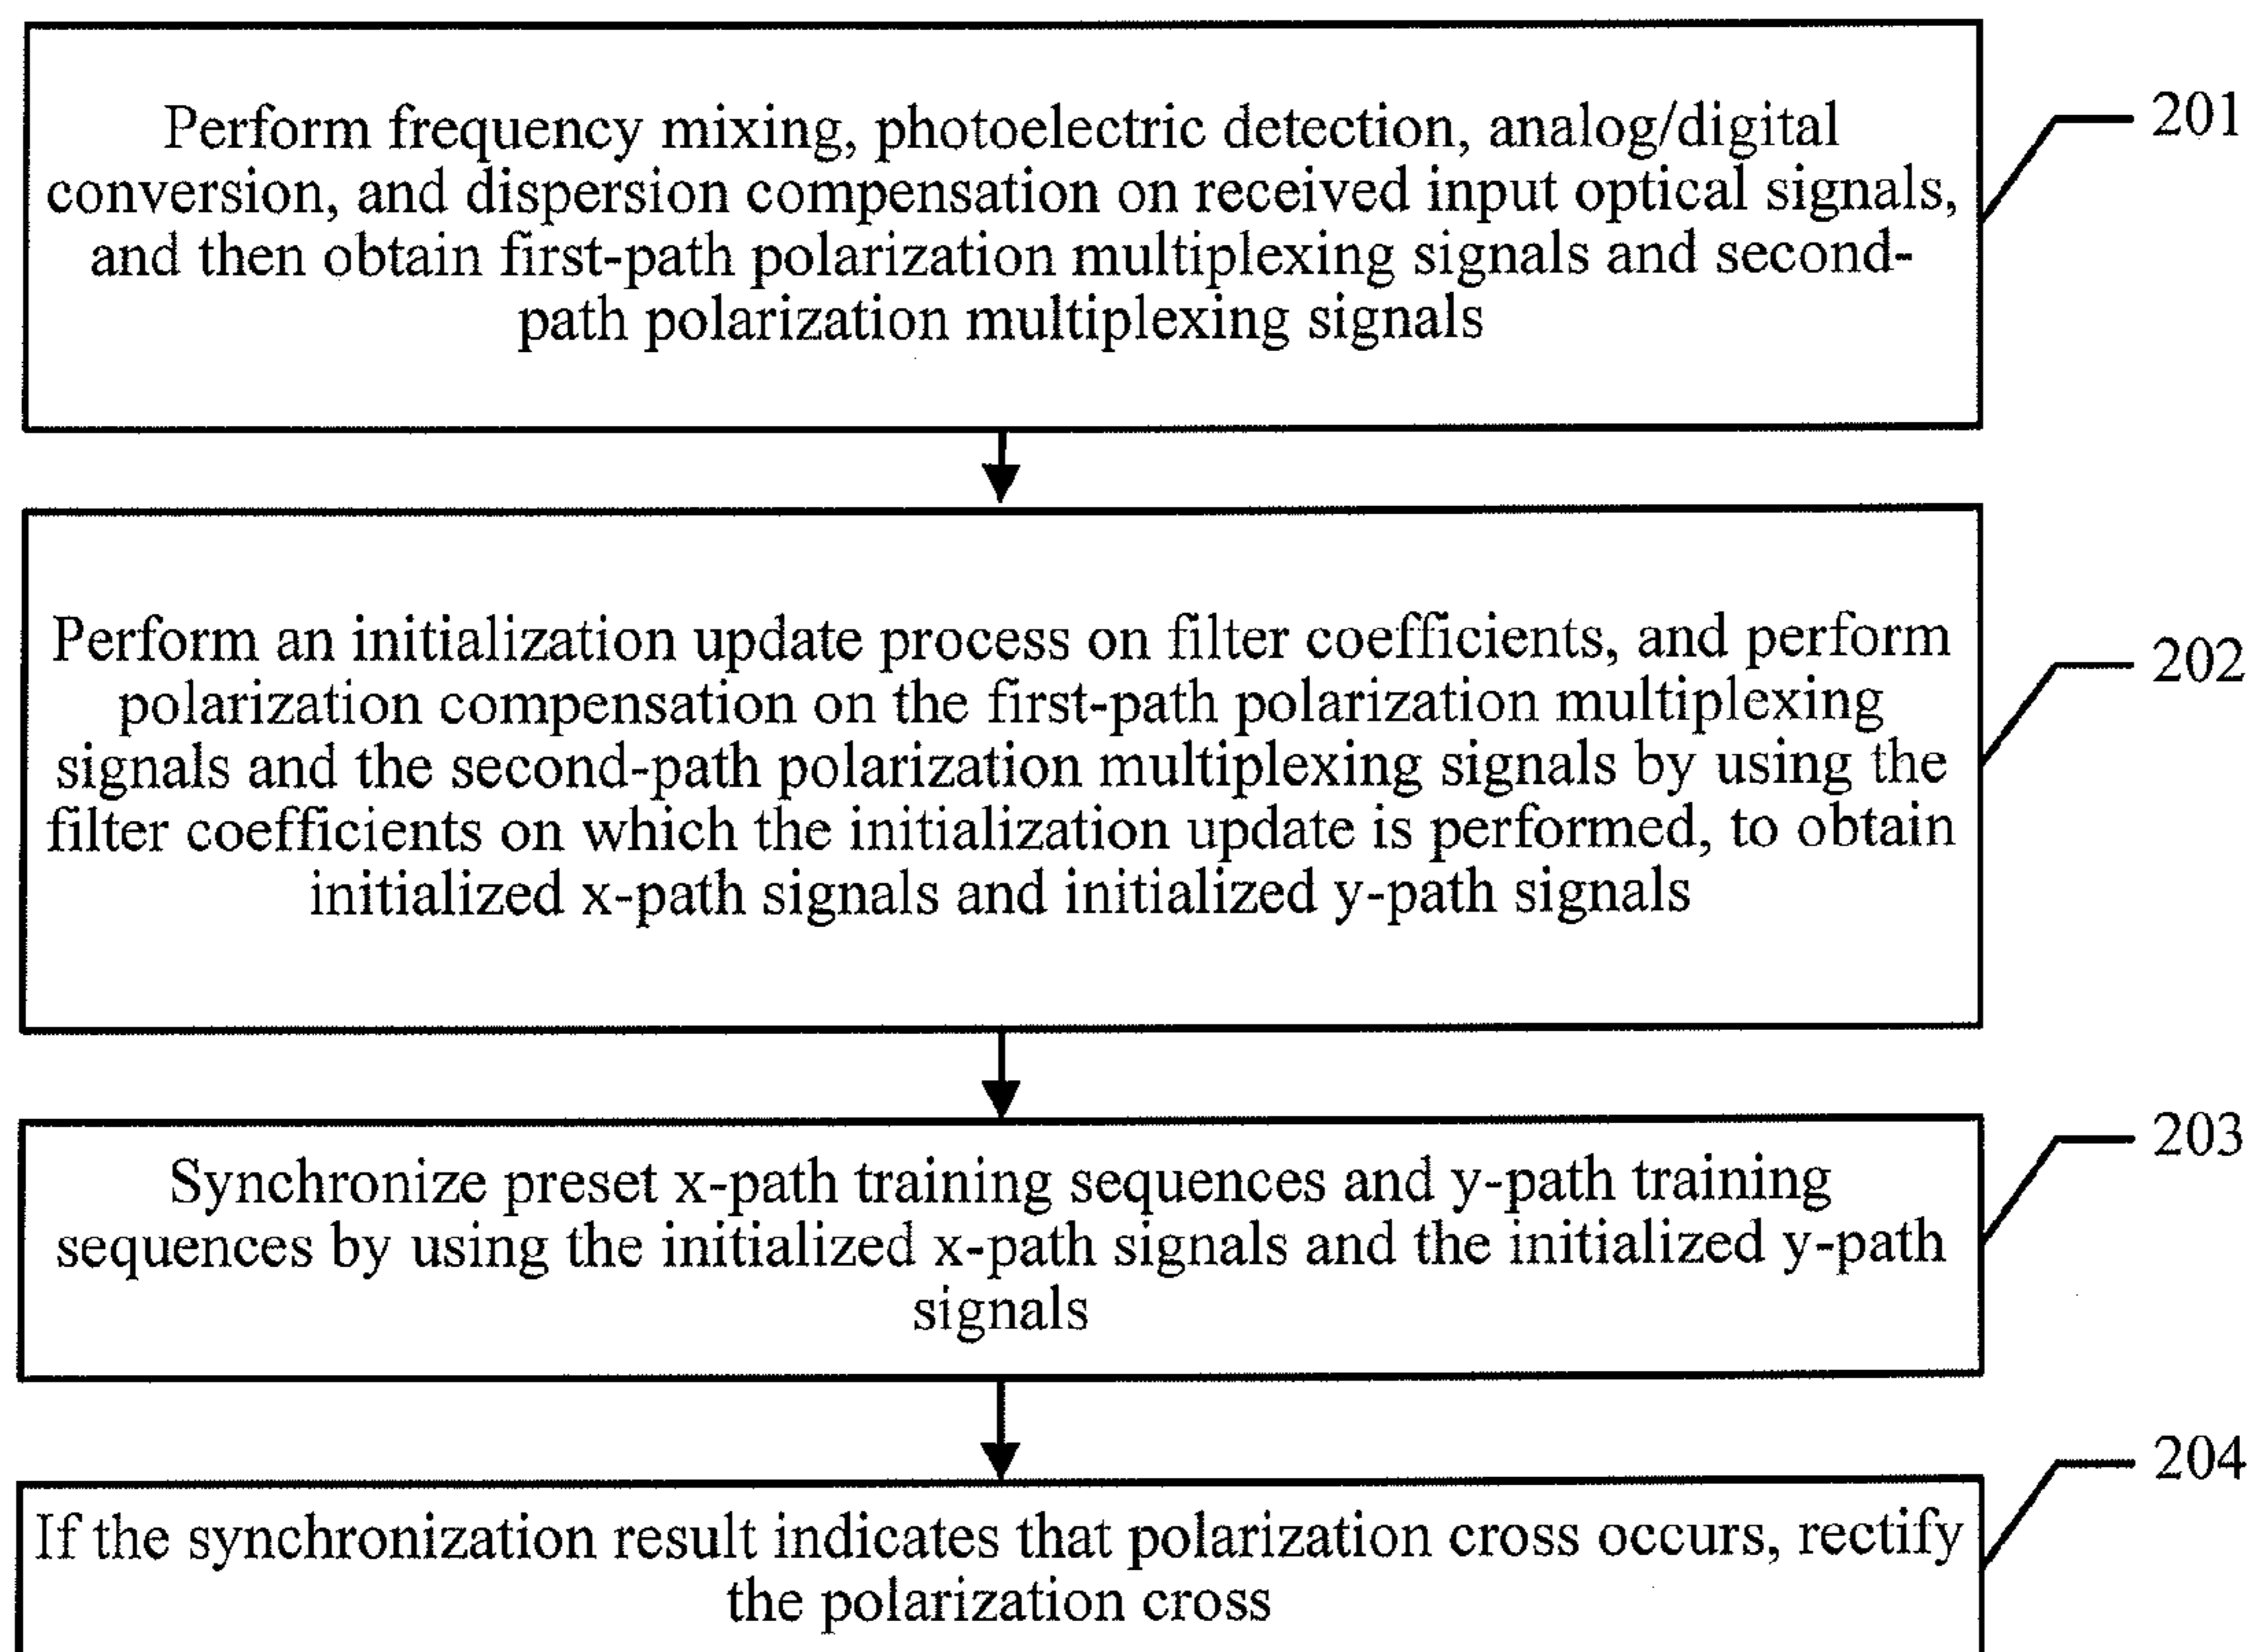 Perform frequency mixing, photoelectric detection, analog/digital
conversion, and dispersion compensation on received input optical signals,
and then obtain first-path polarization multiplexing signals and second-
path polarization multiplexing signals
201
Perform an initialization update process on filter coefficients, and perform
polarization compensation on the first-path polarization multiplexing
signals and the second-path polarization multiplexing signals by using the
filter coefficients on which the initialization update is performed, to obtain
initialized x-path signals and initialized y-path signals
202
Synchronize preset x-path training sequences and y-path training
sequences by using the initialized x-path signals and the initialized y-path
signals
203
If the synchronization result indicates that polarization cross occurs, rectify
the polarization cross
204